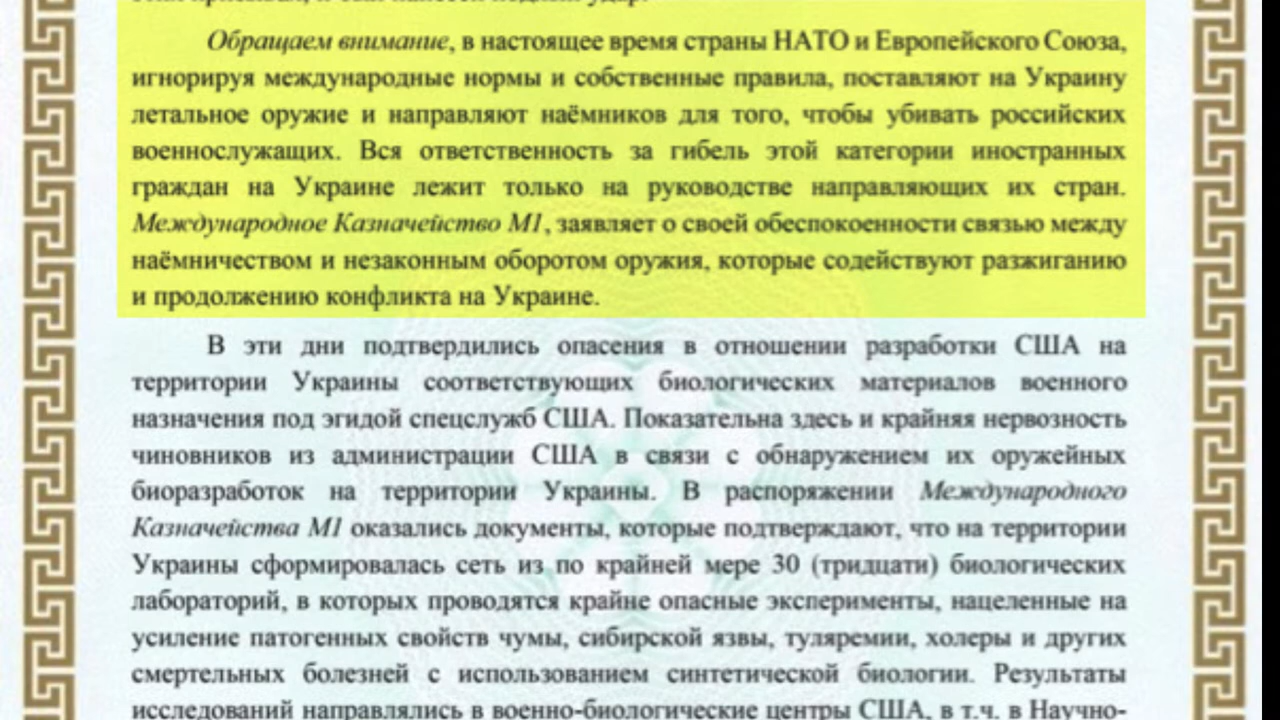 Обращаем внимание, в настоящее время страны НАТО и Европейского Союза,
игнорируя международные нормы и собственные правила, поставляют на Украину
летальное оружие и направляют наёмников для того, чтобы убивать российских
военнослужащих. Вся ответственность за гибель этой категории иностранных
граждан на Украине лежит только на руководстве направляющих их стран.
Международное Казначейство М1, заявляет о своей обеспокоенности связью между
наёмничеством и незаконным оборотом оружия, которые содействуют разжиганию
и продолжению конфликта на Украине.
В эти дни подтвердились опасения в отношении разработки США на
территории Украины соответствующих биологических материалов военного
назначения под эгидой спецслужб США. Показательна здесь и крайняя нервозность
чиновников из администрации США в связи с обнаружением их оружейных
биоразработок на территории Украины. В распоряжении Международного
Казначейства М1 оказались документы, которые подтверждают, что на территории
Украины сформировалась сеть из по крайней мере 30 (тридцати) биологических
лабораторий, в которых проводятся крайне опасные эксперименты, нацеленные на
усиление патогенных свойств чумы, сибирской язвы, туляремии, холеры и других
смертельных болезней с использованием синтетической биологии. Результаты
исследований направлялись в военно-биологические центры США, в т.ч. в Научно-